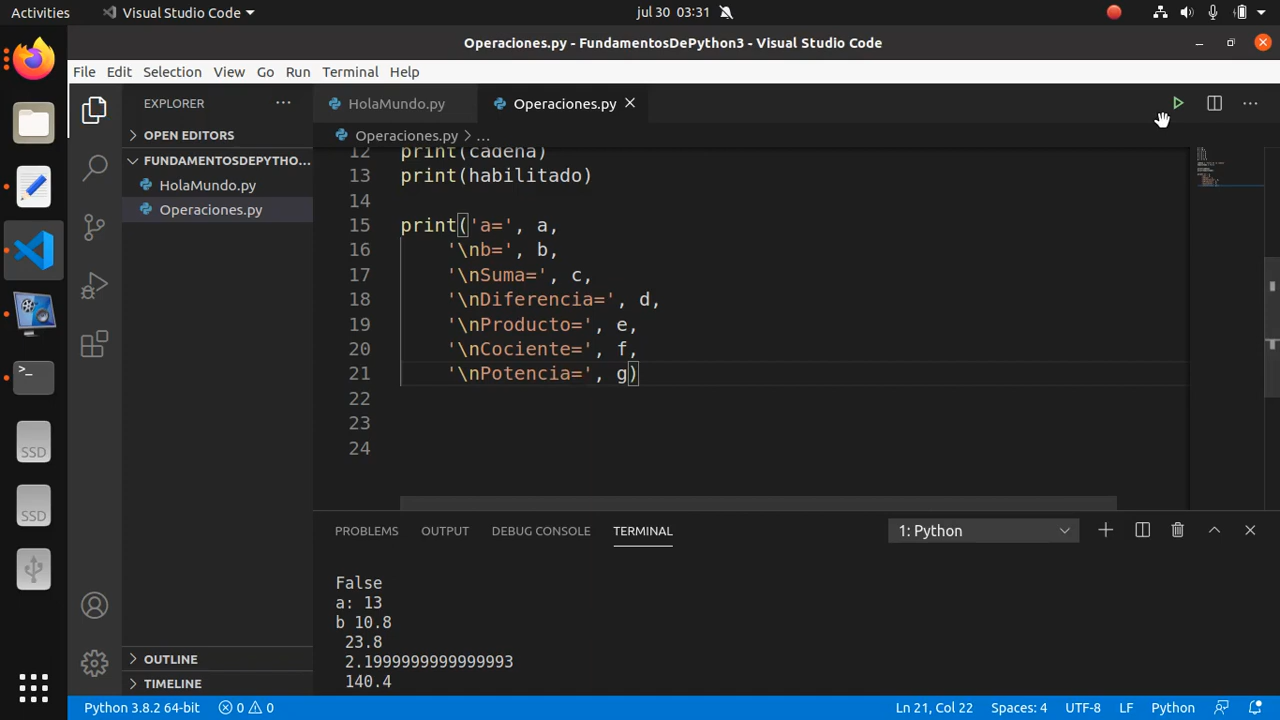 Activities Visual Studio Code jul 30 03:31
Operaciones.py - FundamentosDePython3 - Visual Studio Code
File Edit Selection View Go Run Terminal Help
EXPLORER HolaMundo.py Operaciones.py
OPEN EDITORS Operaciones.py ...
FUNDAMENTOSDEPYTHO...
HolaMundo.py
Operaciones.py
12 print(cadena)
13 print(habilitado)
14
15 print('a=', a,
16 '\nb=', b,
17 '\nSuma=', c,
18 '\nDiferencia=', d,
19 '\nProducto=', e,
20 '\nCociente=', f,
21 '\nPotencia=', g)
22
23
24
SSD
SSD
PROBLEMS OUTPUT DEBUG CONSOLE TERMINAL 1: Python
False
a: 13
b 10.8
23.8
2.1999999999999993
140.4
OUTLINE
TIMELINE
Python 3.8.2 64-bit 0 0 Ln 21, Col 22 Spaces: 4 UTF-8 LF Python